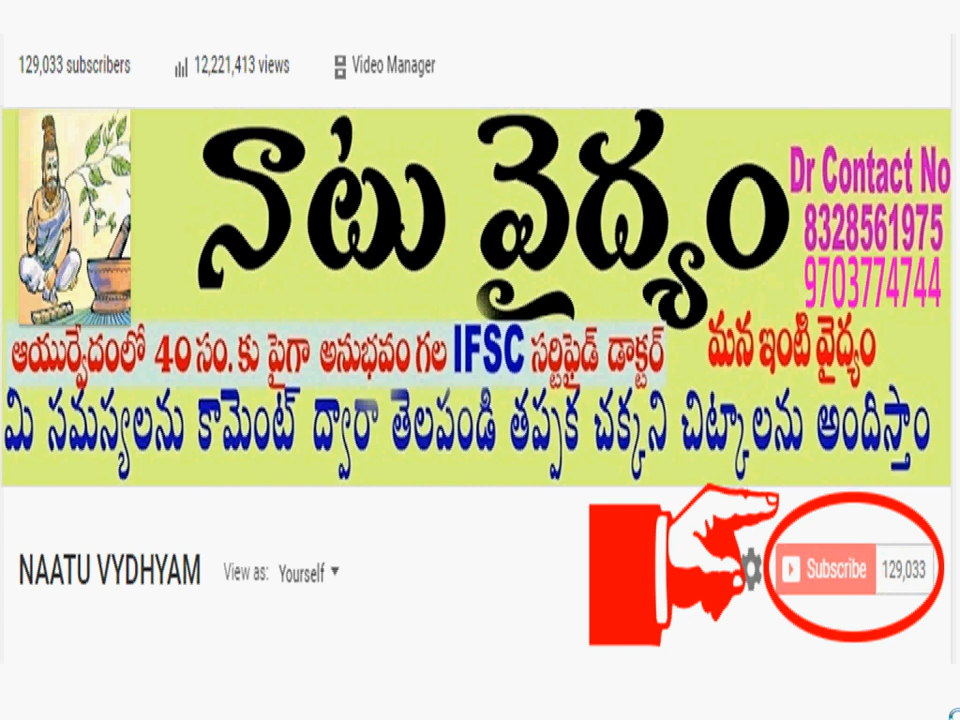 129,033 subscribers 12,221,413 views Video Manager
నాటు వైద్యం
Dr Contact No
8328561975
9703774744
ఆయుర్వేదంలో 40 సం. కు పైగా అనుభవం గల IFSC సర్టిఫైడ్ డాక్టర్ మన ఇంటి వైద్యం
మి సమస్యలను కామెంట్ ద్వారా తెలపండి తప్పక చక్కని చిట్కాలను అందిస్తాం
NAATU VYDHYAM View as: Yourself Subscribe 129,033